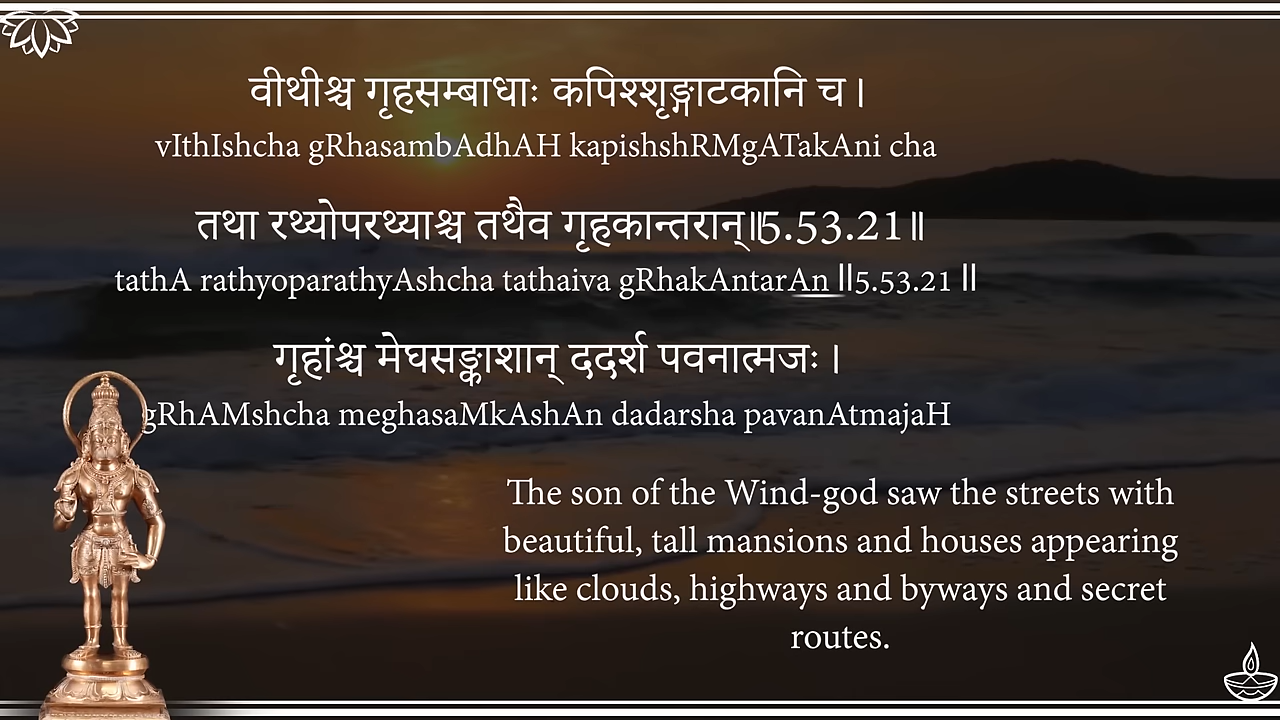 वीथीश्च गृहसम्बाधाः कपिश्शृङ्गाटकानि च।
vIthIshcha gRhasambAdhAH kapishshRMgATakAni cha
तथा रथ्योपरथ्याश्च तथैव गृहकान्तरान्॥5.53.21॥
tathA rathyoparathyAshcha tathaiva gRhakAntarAn ||5.53.21 ||
गृहांश्च मेघसङ्काशान् ददर्श पवनात्मजः।
gRhAMshcha meghasaMkAshAn dadarsha pavanAtmajaH
The son of the Wind-god saw the streets with
beautiful, tall mansions and houses appearing
like clouds, highways and byways and secret
routes.